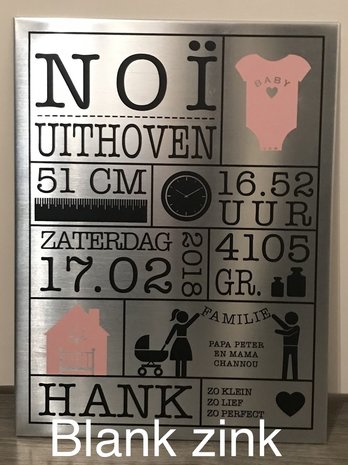 NOÏ
BABY
UITHOVEN
51 CM
16.52
UUR
ZATERDAG
17.02
2018
4105
GR.
FAMILIE
PAPA PETER
EN MAMA
CHANNOU
HANK
ZO KLEIN
ZO LIEF
ZO PERFECT
Blank zink